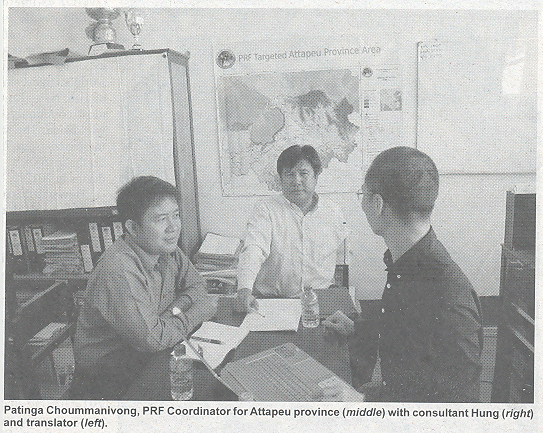 PRF Targeted Attapeu Province Area
Patinga Choummanivong, PRF Coordinator for Attapeu province (middle) with consultant Hung (right)
and translator (left).